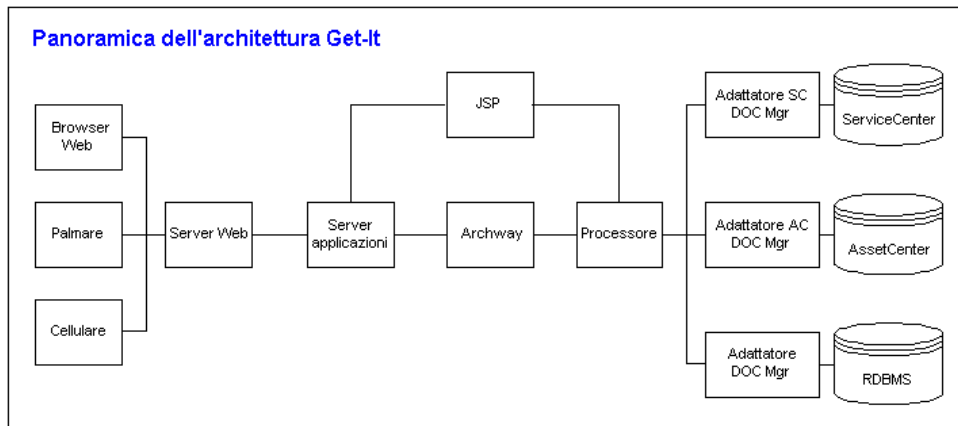 Panoramica dell'architettura Get-It
Browser
Web
Palmare
Cellulare
Server Web
Server
applicazioni
JSP
Archway
Processore
Adattatore SC
DOC Mgr
ServiceCenter
Adattatore AC
DOC Mgr
AssetCenter
Adattatore
DOC Mgr
RDBMS